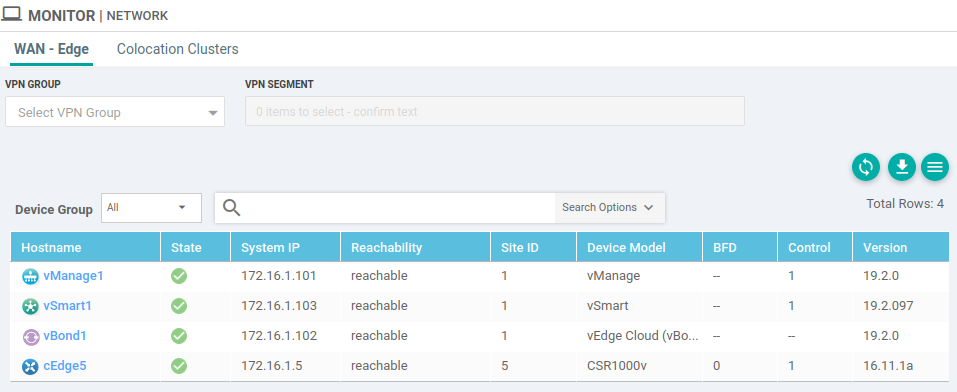 MONITOR | NETWORK
WAN - Edge Colocation Clusters
VPN GROUP VPN SEGMENT
Select VPN Group 0 items to select - confirm text
Total Rows: 4
Device Group All Search Options
Hostname State System IP Reachability Site ID Device Model BFD Control Version
vManage1 172.16.1.101 reachable 1 vManage -- 1 19.2.0
vSmart1 172.16.1.103 reachable 1 vSmart -- 1 19.2.097
vBond1 172.16.1.102 reachable 1 vEdge Cloud (vBo... -- -- 19.2.0
cEdge5 172.16.1.5 reachable 5 CSR1000v 0 1 16.11.1a